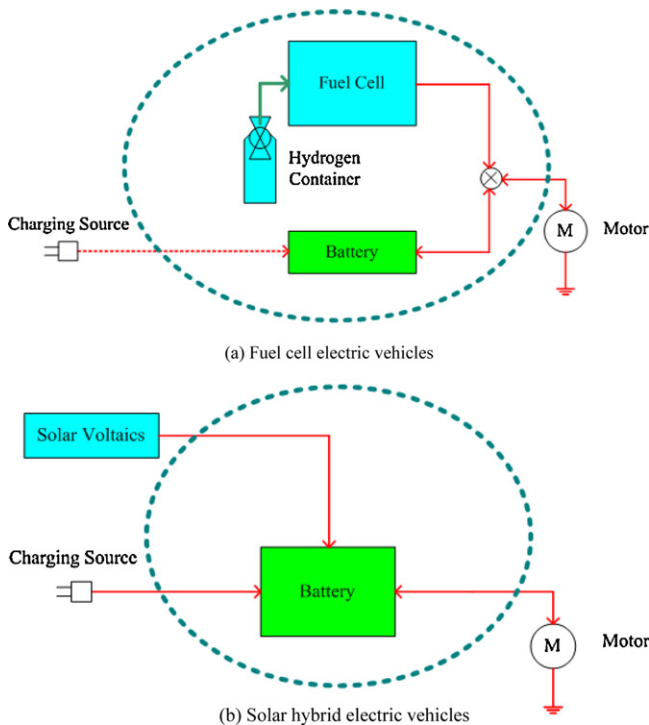 Fuel Cell
Hydrogen
Container
Charging Source
Battery
M
Motor
(a) Fuel cell electric vehicles
Solar Voltaics
Charging Source
Battery
M
Motor
(b) Solar hybrid electric vehicles